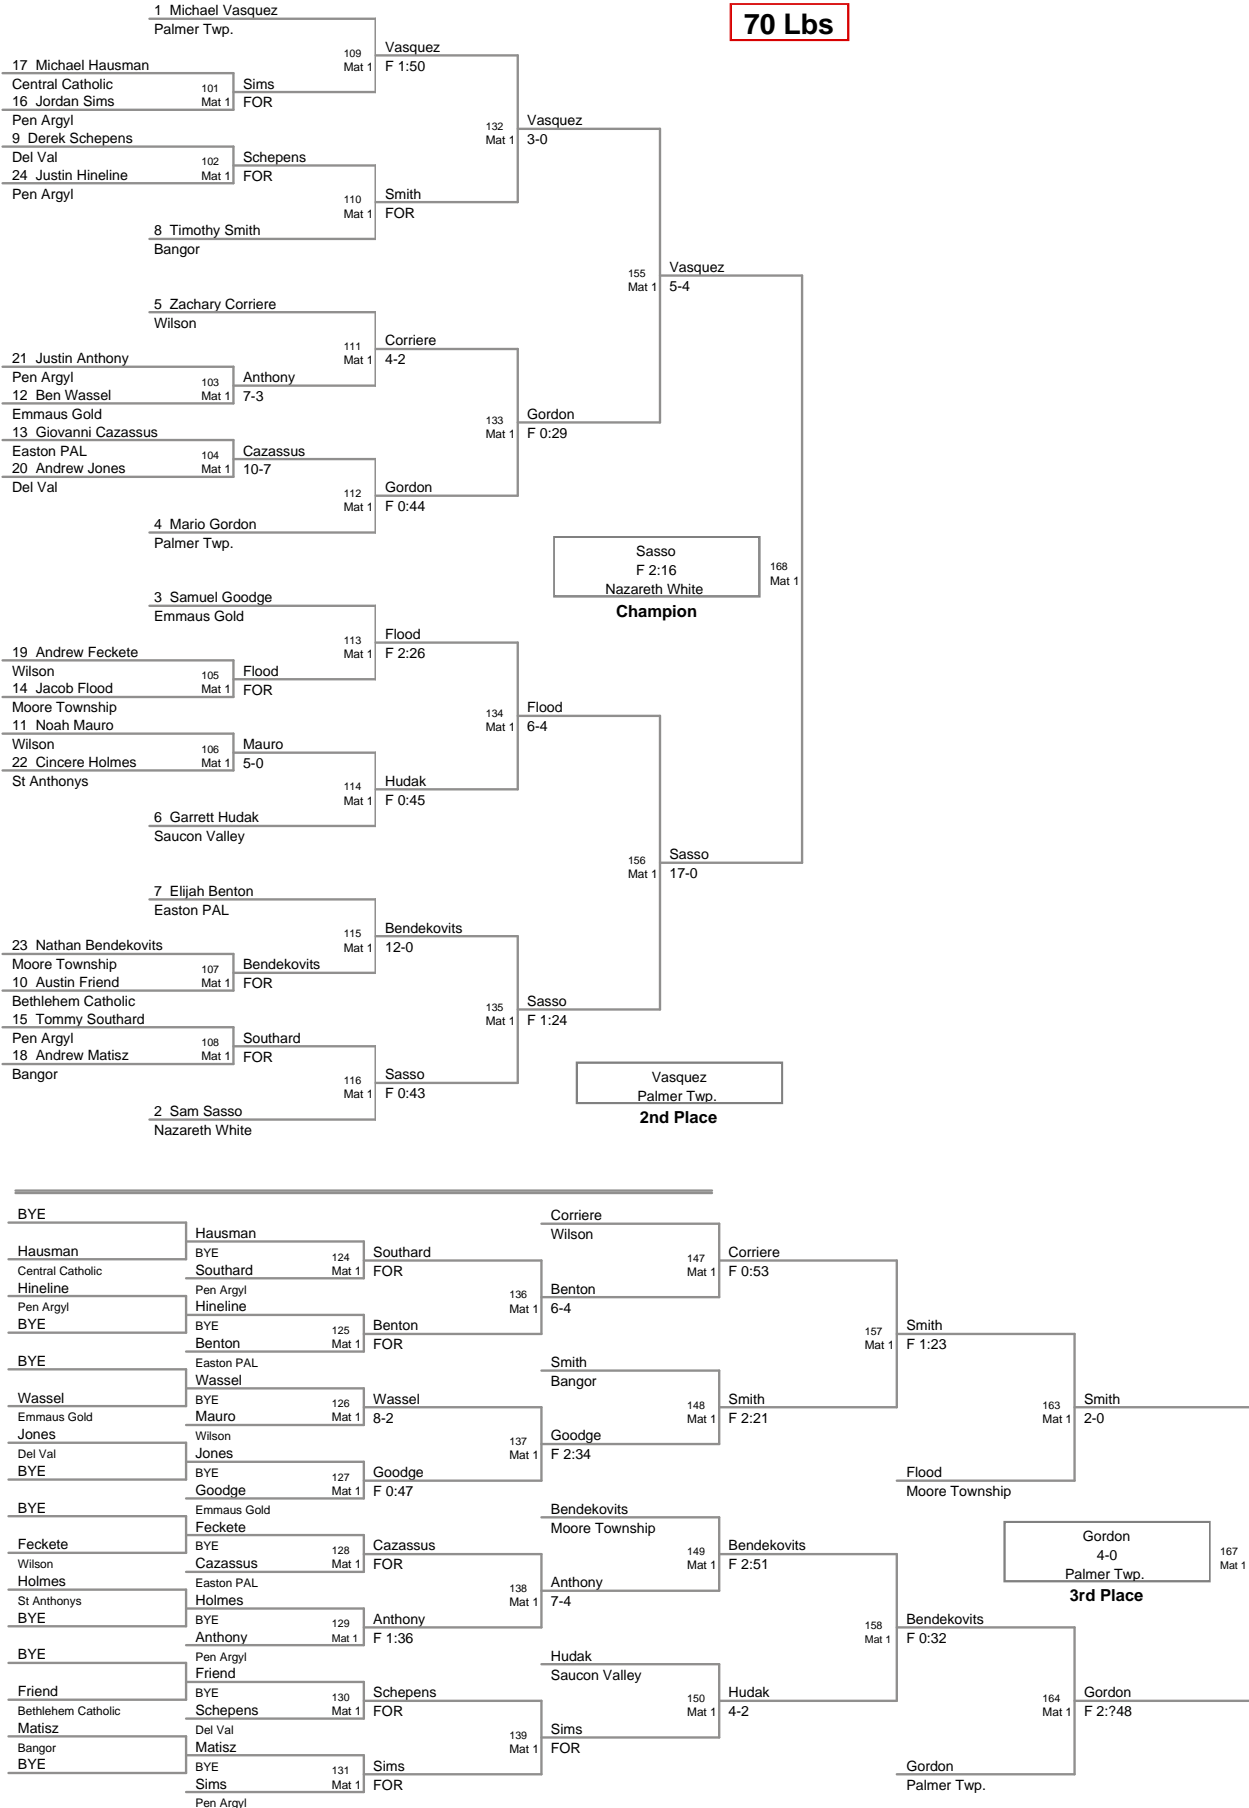 70 Lbs
1 Michael Vasquez
Palmer Twp.
109
Mat 1
Vasquez
F 1:50
17 Michael Hausman
Central Catholic
101
Mat 1
Sims
FOR
16 Jordan Sims
Pen Argyl
132
Mat 1
Vasquez
3-0
9 Derek Schepens
Del Val
102
Mat 1
Schepens
FOR
24 Justin Hineline
Pen Argyl
110
Mat 1
Smith
FOR
8 Timothy Smith
Bangor
155
Mat 1
Vasquez
5-4
5 Zachary Corriere
Wilson
111
Mat 1
Corriere
4-2
21 Justin Anthony
Pen Argyl
103
Mat 1
Anthony
7-3
12 Ben Wassel
Emmaus Gold
133
Mat 1
Gordon
F 0:29
13 Giovanni Cazassus
Easton PAL
104
Mat 1
Cazassus
10-7
20 Andrew Jones
Del Val
112
Mat 1
Gordon
F 0:44
4 Mario Gordon
Palmer Twp.
Sasso
F 2:16
Nazareth White
Champion
168
Mat 1
3 Samuel Goodge
Emmaus Gold
113
Mat 1
Flood
F 2:26
19 Andrew Feckete
Wilson
105
Mat 1
Flood
FOR
14 Jacob Flood
Moore Township
134
Mat 1
Flood
6-4
11 Noah Mauro
Wilson
106
Mat 1
Mauro
5-0
22 Cincere Holmes
St Anthonys
114
Mat 1
Hudak
F 0:45
6 Garrett Hudak
Saucon Valley
156
Mat 1
Sasso
17-0
7 Elijah Benton
Easton PAL
115
Mat 1
Bendekovits
12-0
23 Nathan Bendekovits
Moore Township
107
Mat 1
Bendekovits
FOR
10 Austin Friend
Bethlehem Catholic
135
Mat 1
Sasso
F 1:24
15 Tommy Southard
Pen Argyl
108
Mat 1
Southard
FOR
18 Andrew Matisz
Bangor
116
Mat 1
Sasso
F 0:43
2 Sam Sasso
Nazareth White
Vasquez
Palmer Twp.
2nd Place
BYE
Hausman
Central Catholic
Hineline
Pen Argyl
BYE
BYE
Wassel
Emmaus Gold
Jones
Del Val
BYE
BYE
Feckete
Wilson
Holmes
St Anthonys
BYE
BYE
Friend
Bethlehem Catholic
Matisz
Bangor
BYE
Hausman
BYE
124
Mat 1
Southard
Pen Argyl
Hineline
BYE
125
Mat 1
Benton
Easton PAL
Wassel
BYE
126
Mat 1
Mauro
Wilson
Jones
BYE
127
Mat 1
Goodge
Emmaus Gold
Feckete
BYE
128
Mat 1
Cazassus
Easton PAL
Holmes
BYE
129
Mat 1
Anthony
Pen Argyl
Friend
BYE
130
Mat 1
Schepens
Del Val
Matisz
BYE
131
Mat 1
Sims
Pen Argyl
Southard
FOR
136
Mat 1
Benton
FOR
Wassel
8-2
137
Mat 1
Goodge
F 0:47
Cazassus
FOR
138
Mat 1
Anthony
F 1:36
Schepens
FOR
139
Mat 1
Sims
FOR
Corriere
Wilson
147
Mat 1
Benton
6-4
Smith
Bangor
148
Mat 1
Goodge
F 2:34
Bendekovits
Moore Township
149
Mat 1
Anthony
7-4
Hudak
Saucon Valley
150
Mat 1
Sims
FOR
Corriere
F 0:53
157
Mat 1
Smith
F 2:21
Bendekovits
F 2:51
158
Mat 1
Hudak
4-2
Smith
F 1:23
163
Mat 1
Flood
Moore Township
Bendekovits
F 0:32
164
Mat 1
Gordon
Palmer Twp.
Smith
2-0
Gordon
4-0
Palmer Twp.
3rd Place
167
Mat 1
Gordon
F 2:?48